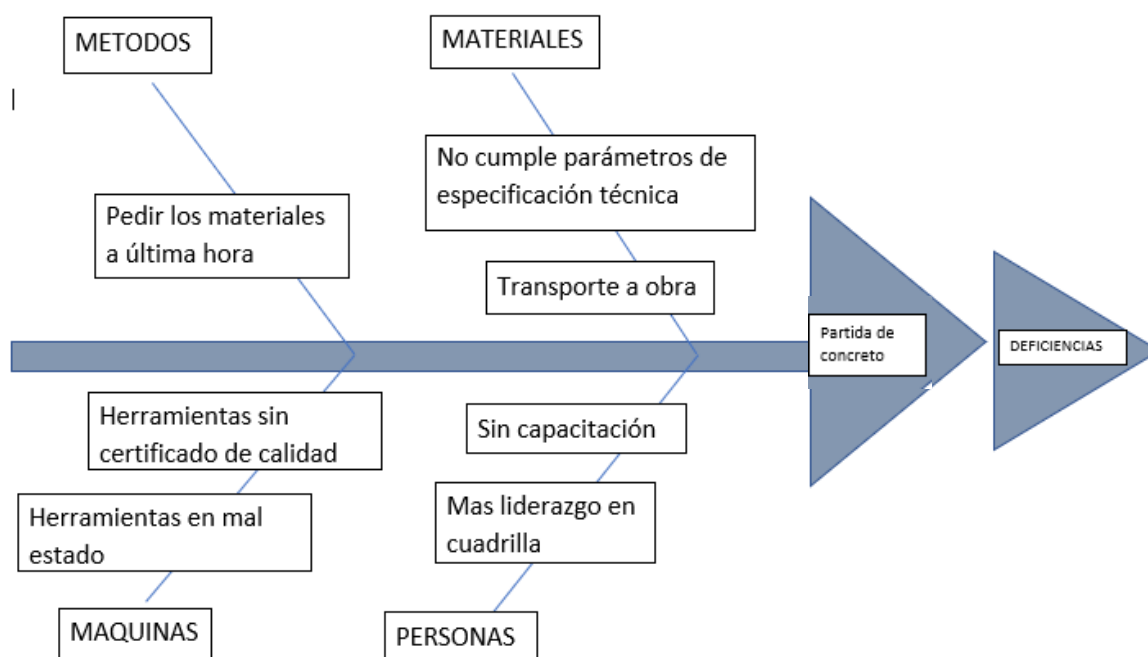 METODOS
MATERIALES
No cumple parámetros de
especificación técnica
Pedir los materiales
a última hora
Transporte a obra
Partida de
concreto
DEFICIENCIAS
Herramientas sin
certificado de calidad
Sin capacitación
Herramientas en mal
estado
Mas liderazgo en
cuadrilla
MAQUINAS
PERSONAS